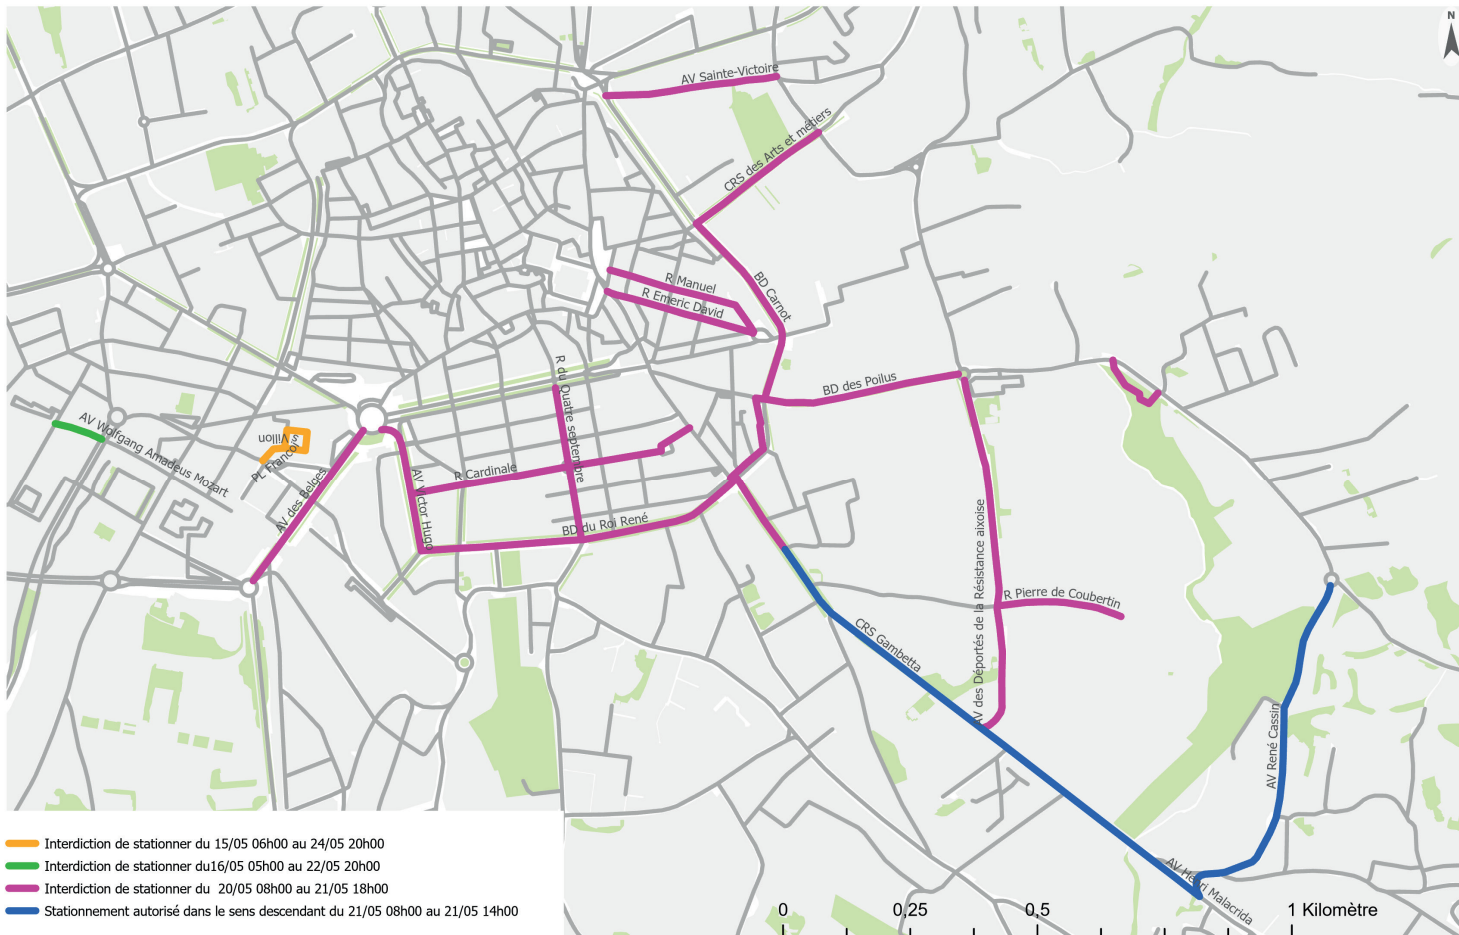 N
AV Sainte-Victoire
CRS des Arts et métiers
BD Carnot
R Manuel
R Emeric David
R du Quatre septembre
BD des Poilus
AV Wolfgang Amadeus Mozart
PL François Villon
AV des Belges
AV Victor Hugo
R Cardinale
BD du Roi René
AV des Déportés de la Résistance aixoise
R Pierre de Coubertin
CRS Gambetta
AV René Cassin
AV Henri Malacrida
Interdiction de stationner du 15/05 06h00 au 24/05 20h00
Interdiction de stationner du16/05 05h00 au 22/05 20h00
Interdiction de stationner du 20/05 08h00 au 21/05 18h00
Stationnement autorisé dans le sens descendant du 21/05 08h00 au 21/05 14h00
0 0,25 0,5 1 Kilomètre